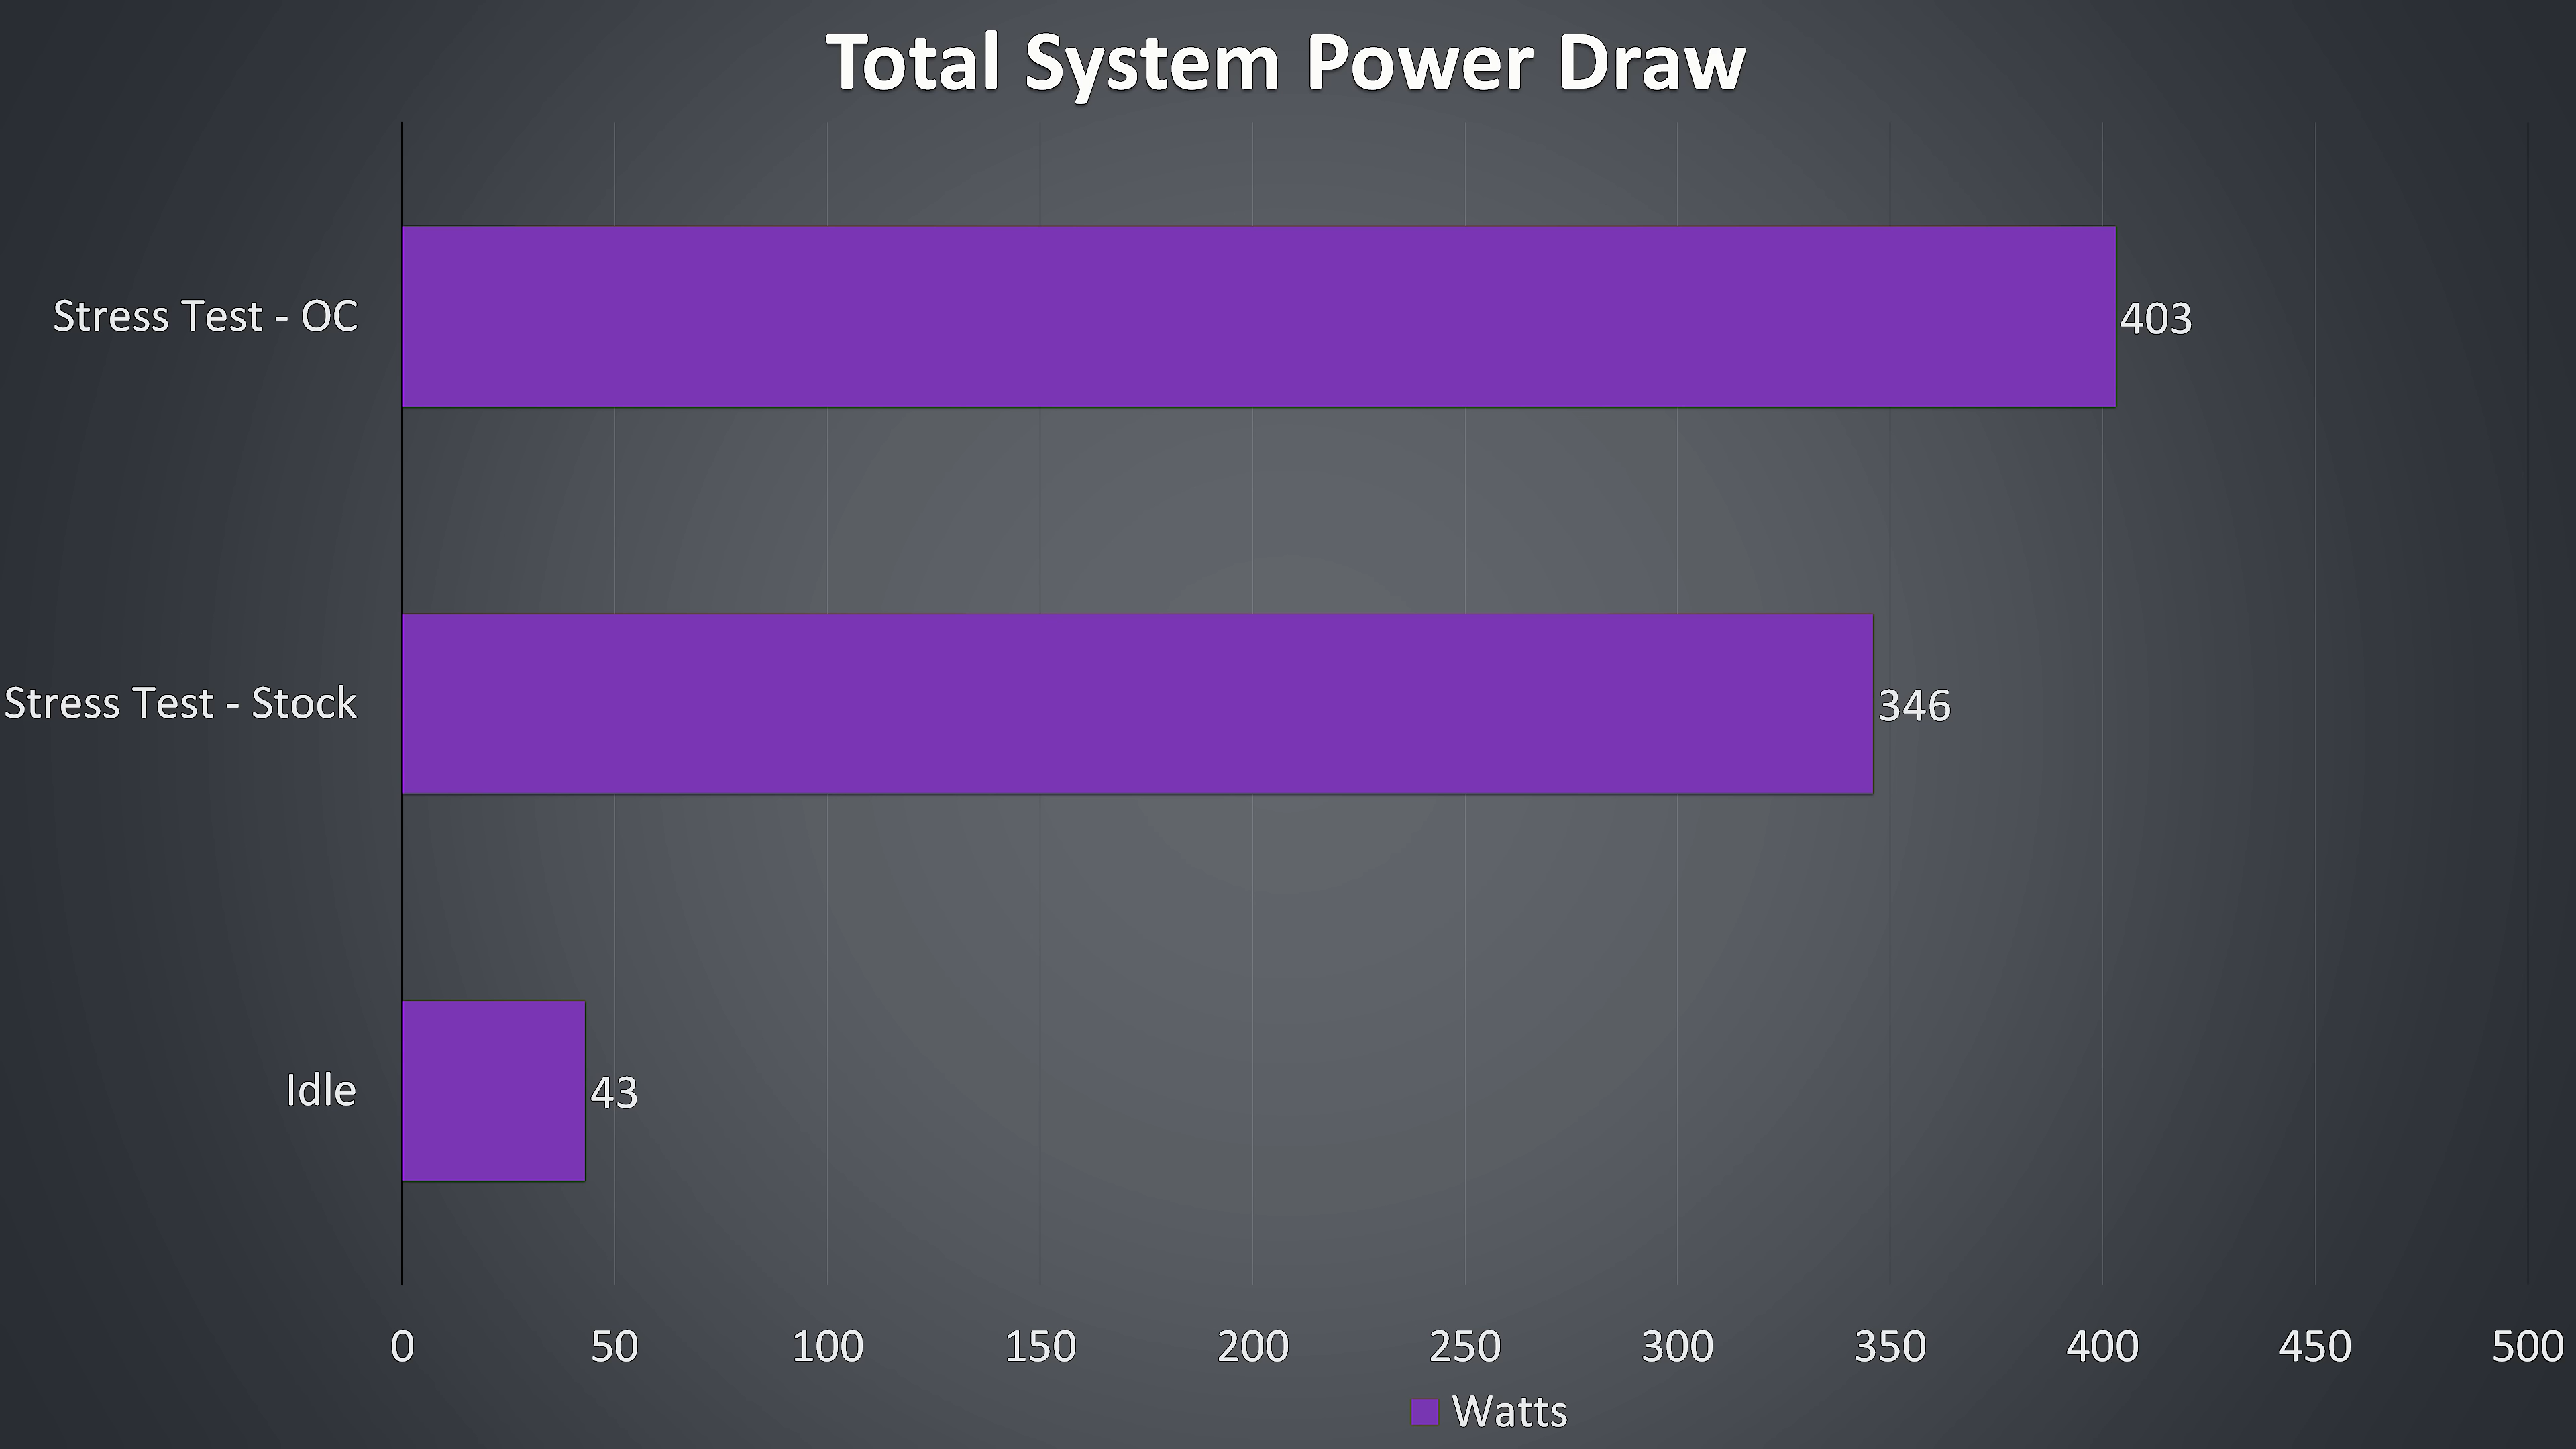 Total System Power Draw
Stress Test - OC
403
Stress Test - Stock
346
Idle
43
0 50 100 150 200 250 300 350 400 450 500
Watts